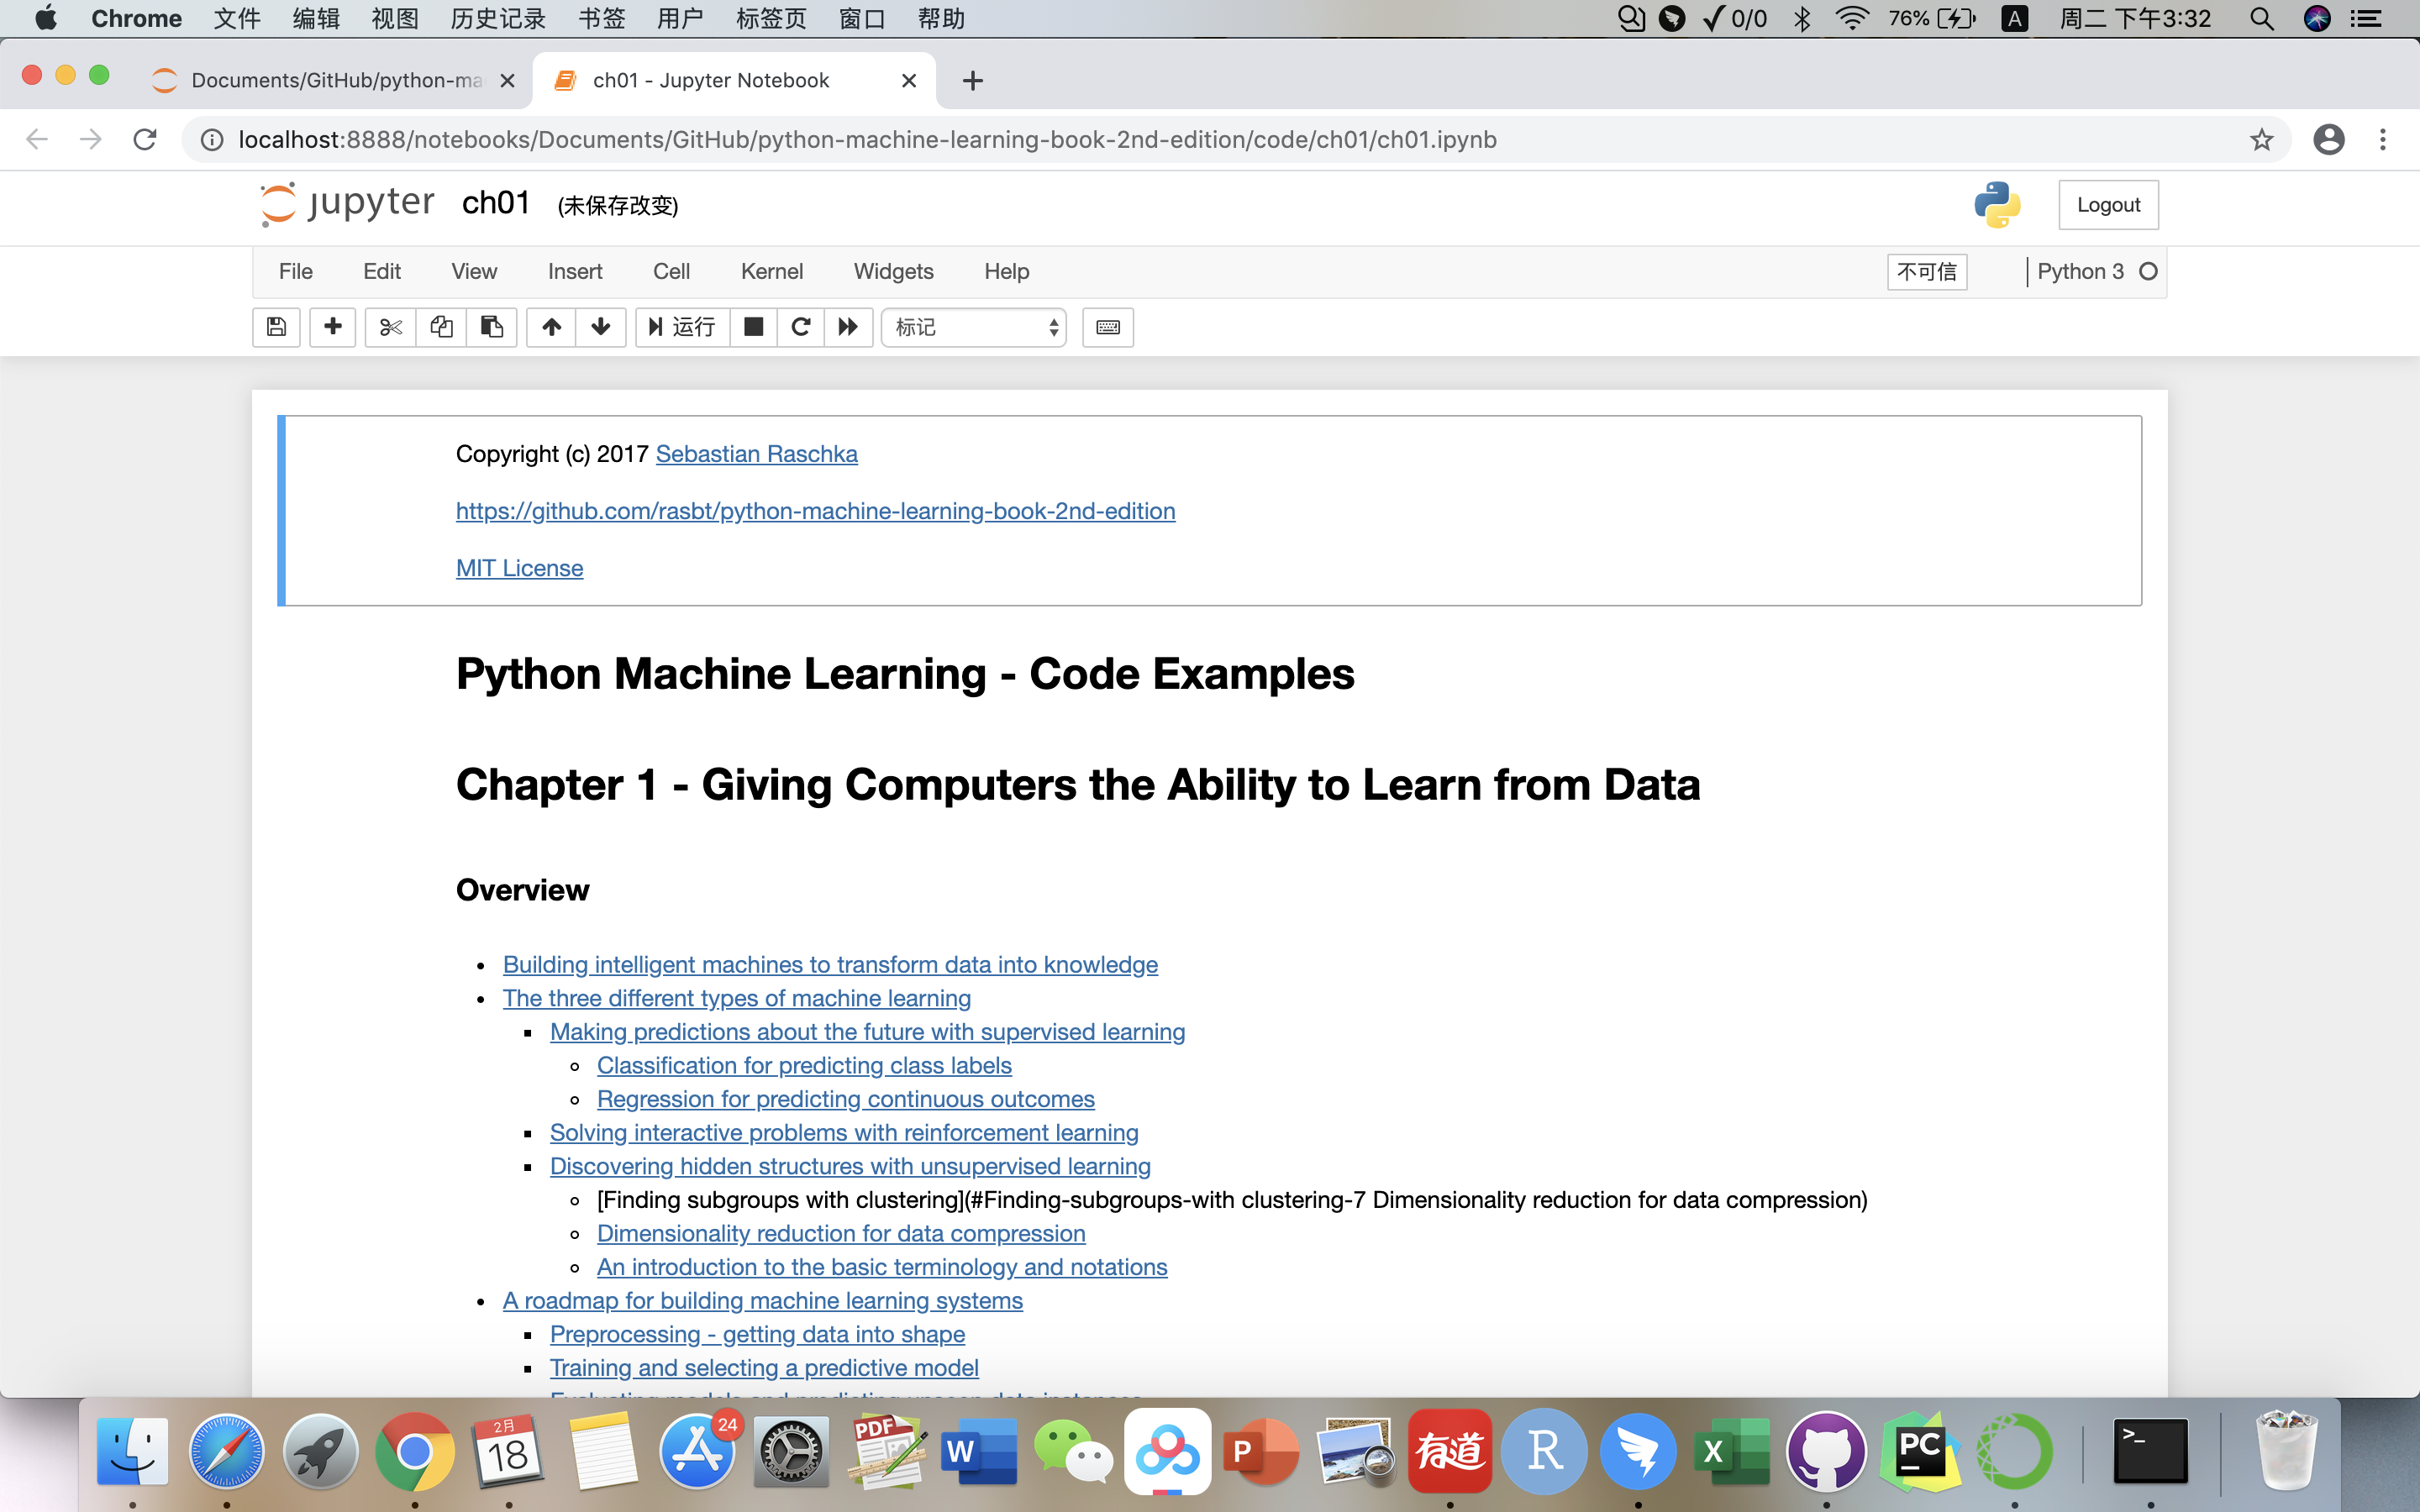 Chrome 文件 编辑 视图 历史记录 书签 用户 标签页 窗口 帮助 0/0 76% A 周二 下午3:32
Documents/GitHub/python-ma
ch01 - Jupyter Notebook
localhost:8888/notebooks/Documents/GitHub/python-machine-learning-book-2nd-edition/code/ch01/ch01.ipynb
jupyter ch01 (未保存改变) Logout
File Edit View Insert Cell Kernel Widgets Help 不可信 Python 3
运行 标记
Copyright (c) 2017 Sebastian Raschka
https://github.com/rasbt/python-machine-learning-book-2nd-edition
MIT License
Python Machine Learning - Code Examples
Chapter 1 - Giving Computers the Ability to Learn from Data
Overview
Building intelligent machines to transform data into knowledge
The three different types of machine learning
Making predictions about the future with supervised learning
Classification for predicting class labels
Regression for predicting continuous outcomes
Solving interactive problems with reinforcement learning
Discovering hidden structures with unsupervised learning
[Finding subgroups with clustering](#Finding-subgroups-with clustering-7 Dimensionality reduction for data compression)
Dimensionality reduction for data compression
An introduction to the basic terminology and notations
A roadmap for building machine learning systems
Preprocessing - getting data into shape
Training and selecting a predictive model
Evaluating models and predicting unseen data instances
2月
18
24
PDF
W
P
有道
R
X
PC
>_